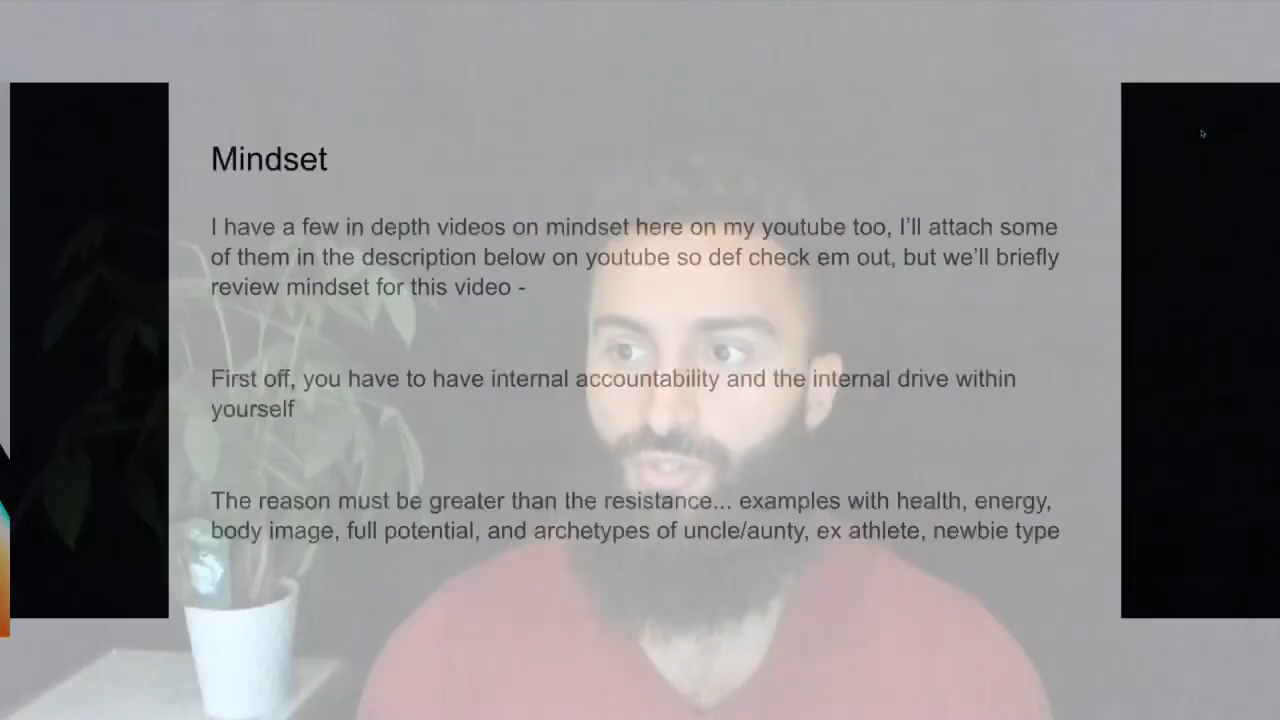 Mindset
I have a few in depth videos on mindset here on my youtube too, I’ll attach some
of them in the description below on youtube so def check em out, but we’ll briefly
review mindset for this video -
First off, you have to have internal accountability and the internal drive within
yourself
The reason must be greater than the resistance... examples with health, energy,
body image, full potential, and archetypes of uncle/aunty, ex athlete, newbie type